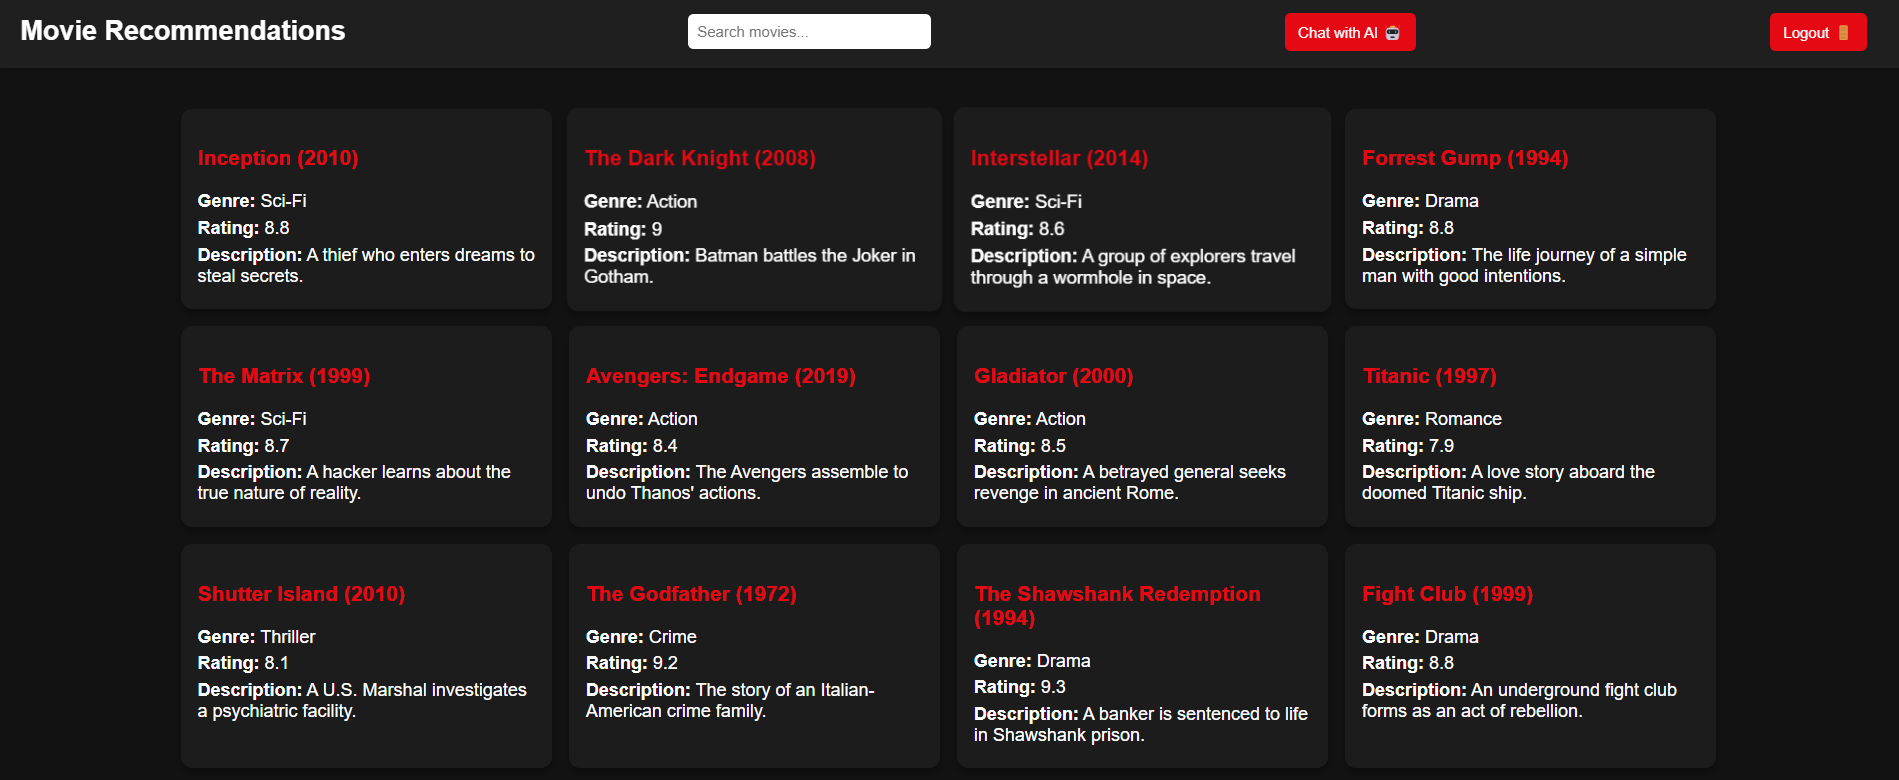 Movie Recommendations
Search movies...
Chat with AI
Logout
Inception (2010)
Genre: Sci-Fi
Rating: 8.8
Description: A thief who enters dreams to
steal secrets.
The Dark Knight (2008)
Genre: Action
Rating: 9
Description: Batman battles the Joker in
Gotham.
Interstellar (2014)
Genre: Sci-Fi
Rating: 8.6
Description: A group of explorers travel
through a wormhole in space.
Forrest Gump (1994)
Genre: Drama
Rating: 8.8
Description: The life journey of a simple
man with good intentions.
The Matrix (1999)
Genre: Sci-Fi
Rating: 8.7
Description: A hacker learns about the
true nature of reality.
Avengers: Endgame (2019)
Genre: Action
Rating: 8.4
Description: The Avengers assemble to
undo Thanos' actions.
Gladiator (2000)
Genre: Action
Rating: 8.5
Description: A betrayed general seeks
revenge in ancient Rome.
Titanic (1997)
Genre: Romance
Rating: 7.9
Description: A love story aboard the
doomed Titanic ship.
Shutter Island (2010)
Genre: Thriller
Rating: 8.1
Description: A U.S. Marshal investigates
a psychiatric facility.
The Godfather (1972)
Genre: Crime
Rating: 9.2
Description: The story of an Italian-
American crime family.
The Shawshank Redemption
(1994)
Genre: Drama
Rating: 9.3
Description: A banker is sentenced to life
in Shawshank prison.
Fight Club (1999)
Genre: Drama
Rating: 8.8
Description: An underground fight club
forms as an act of rebellion.